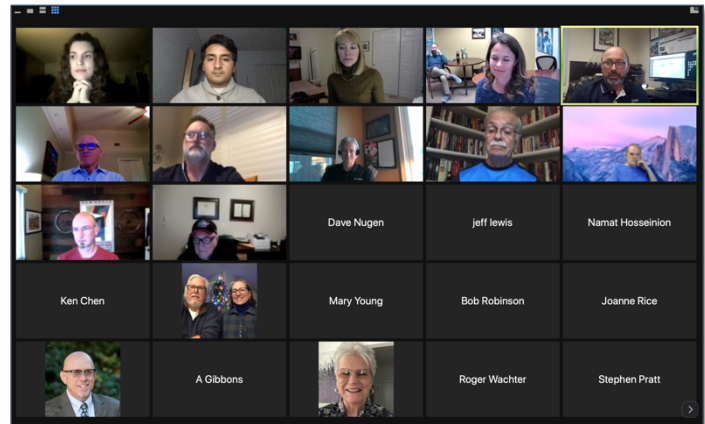 Dave Nugen
jeff lewis
Namat Hosseinion
Ken Chen
Mary Young
Bob Robinson
Joanne Rice
A Gibbons
Roger Wachter
Stephen Pratt